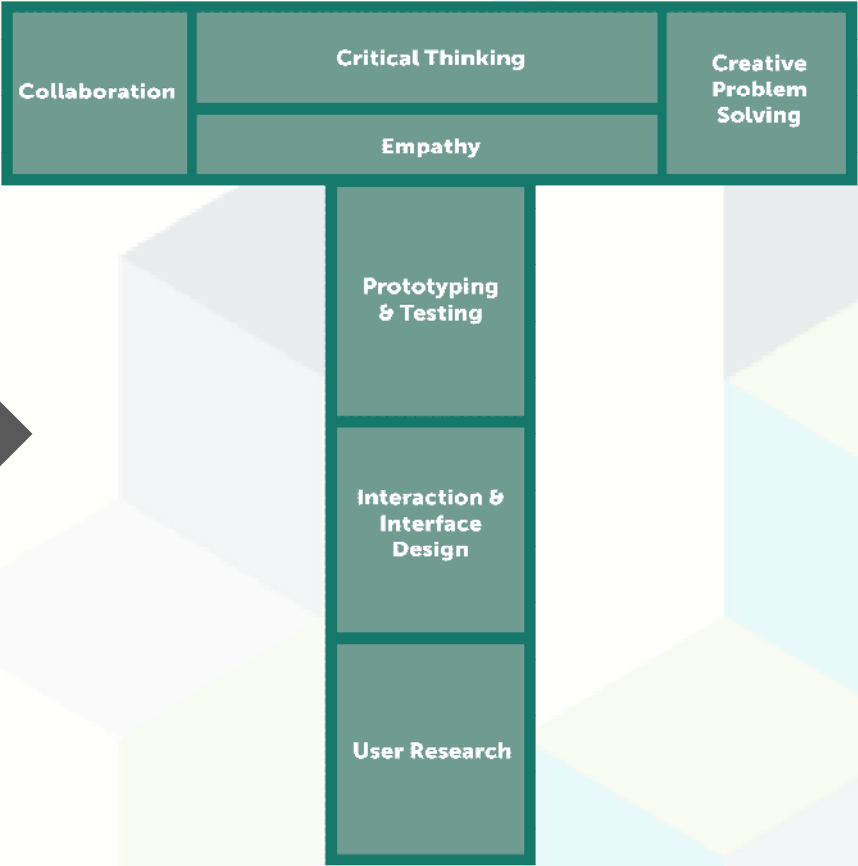 Collaboration
Critical Thinking
Empathy
Creative
Problem
Solving
Prototyping
& Testing
Interaction &
Interface
Design
User Research